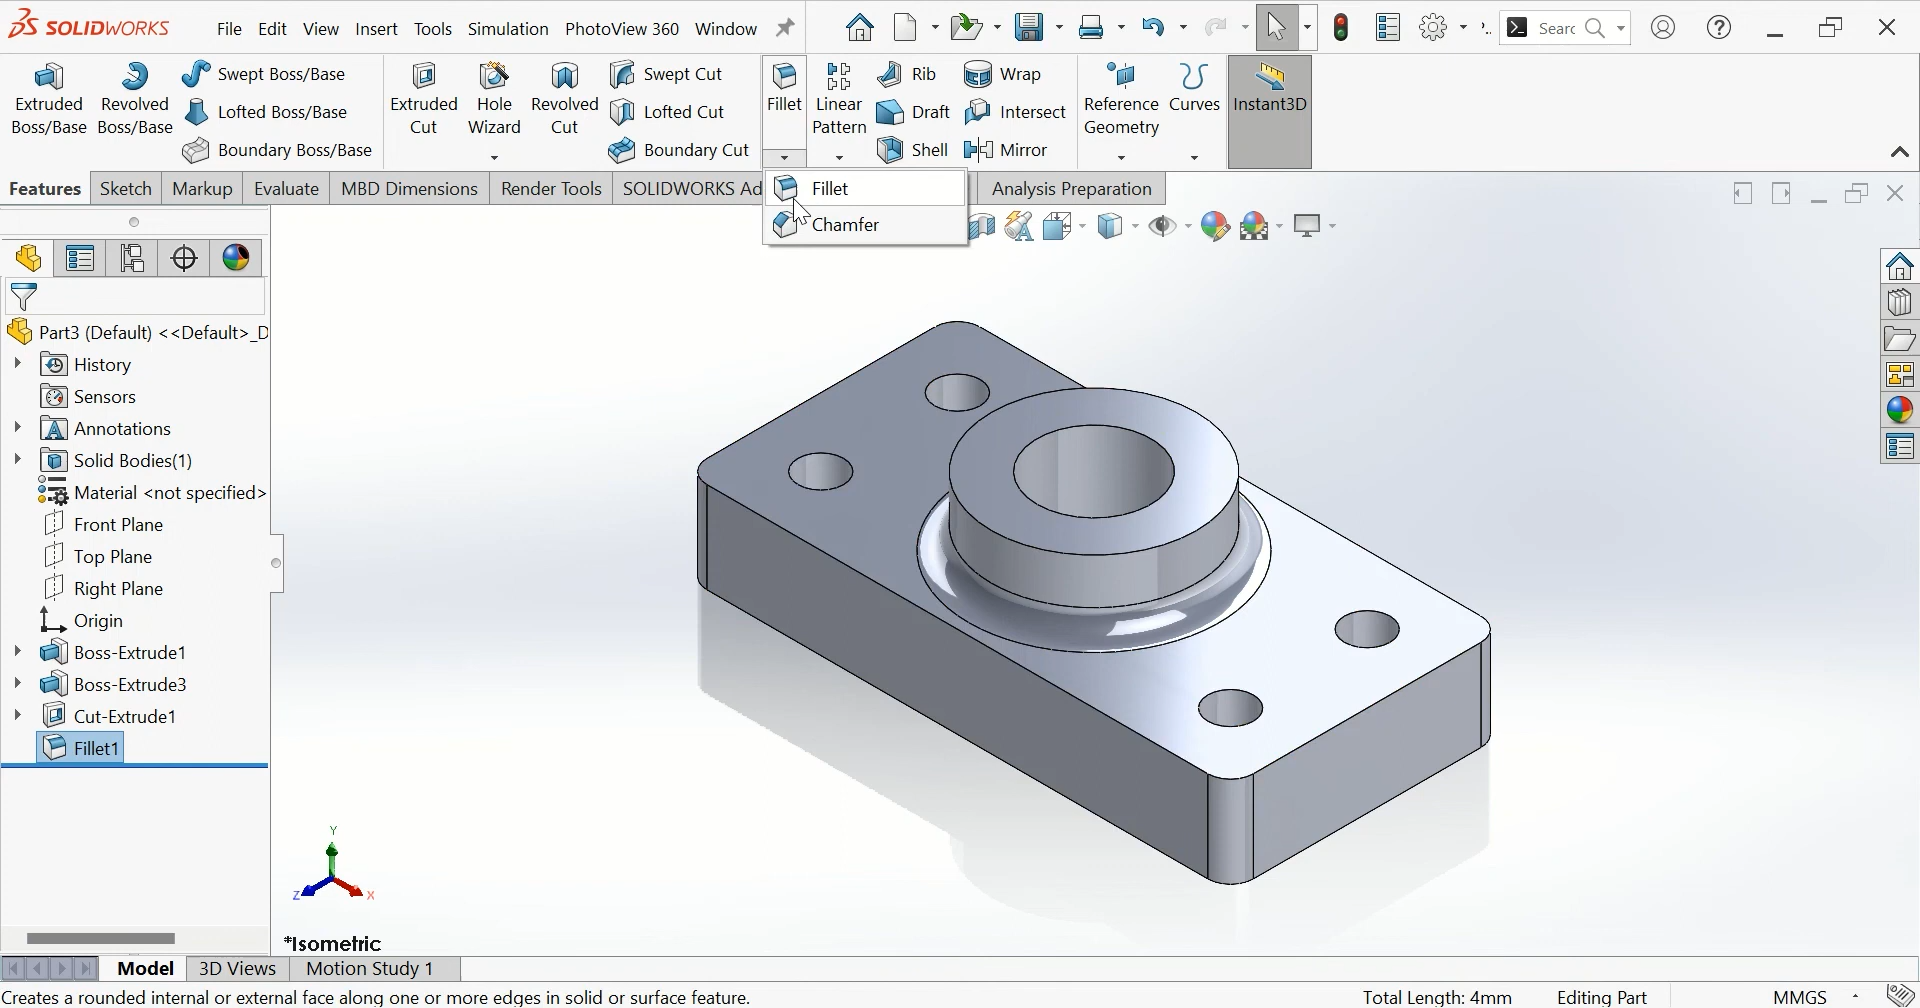 SOLIDWORKS File Edit View Insert Tools Simulation PhotoView 360 Window Searc
Extruded Boss/Base
Revolved Boss/Base
Swept Boss/Base
Lofted Boss/Base
Boundary Boss/Base
Extruded Cut
Hole Wizard
Revolved Cut
Swept Cut
Lofted Cut
Boundary Cut
Fillet
Linear Pattern
Rib
Draft
Shell
Wrap
Intersect
Mirror
Reference Geometry
Curves
Instant3D
Features Sketch Markup Evaluate MBD Dimensions Render Tools SOLIDWORKS Ad Analysis Preparation
Fillet
Chamfer
Part3 (Default) <<Default>_D
History
Sensors
Annotations
Solid Bodies(1)
Material <not specified>
Front Plane
Top Plane
Right Plane
Origin
Boss-Extrude1
Boss-Extrude3
Cut-Extrude1
Fillet1
Y
Z
X
*Isometric
Model 3D Views Motion Study 1
Creates a rounded internal or external face along one or more edges in solid or surface feature. Total Length: 4mm Editing Part MMGS